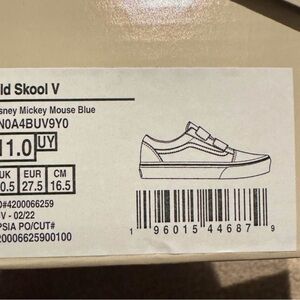 ld Skool V
sney Mickey Mouse Blue
N0A4BUV9Y0
11.0 UY
UK EUR CM
0.5 27.5 16.5
O#4200066259
-V - 02/22
PSIA PO/CUT#
20006625900100
1 96015 44687 9